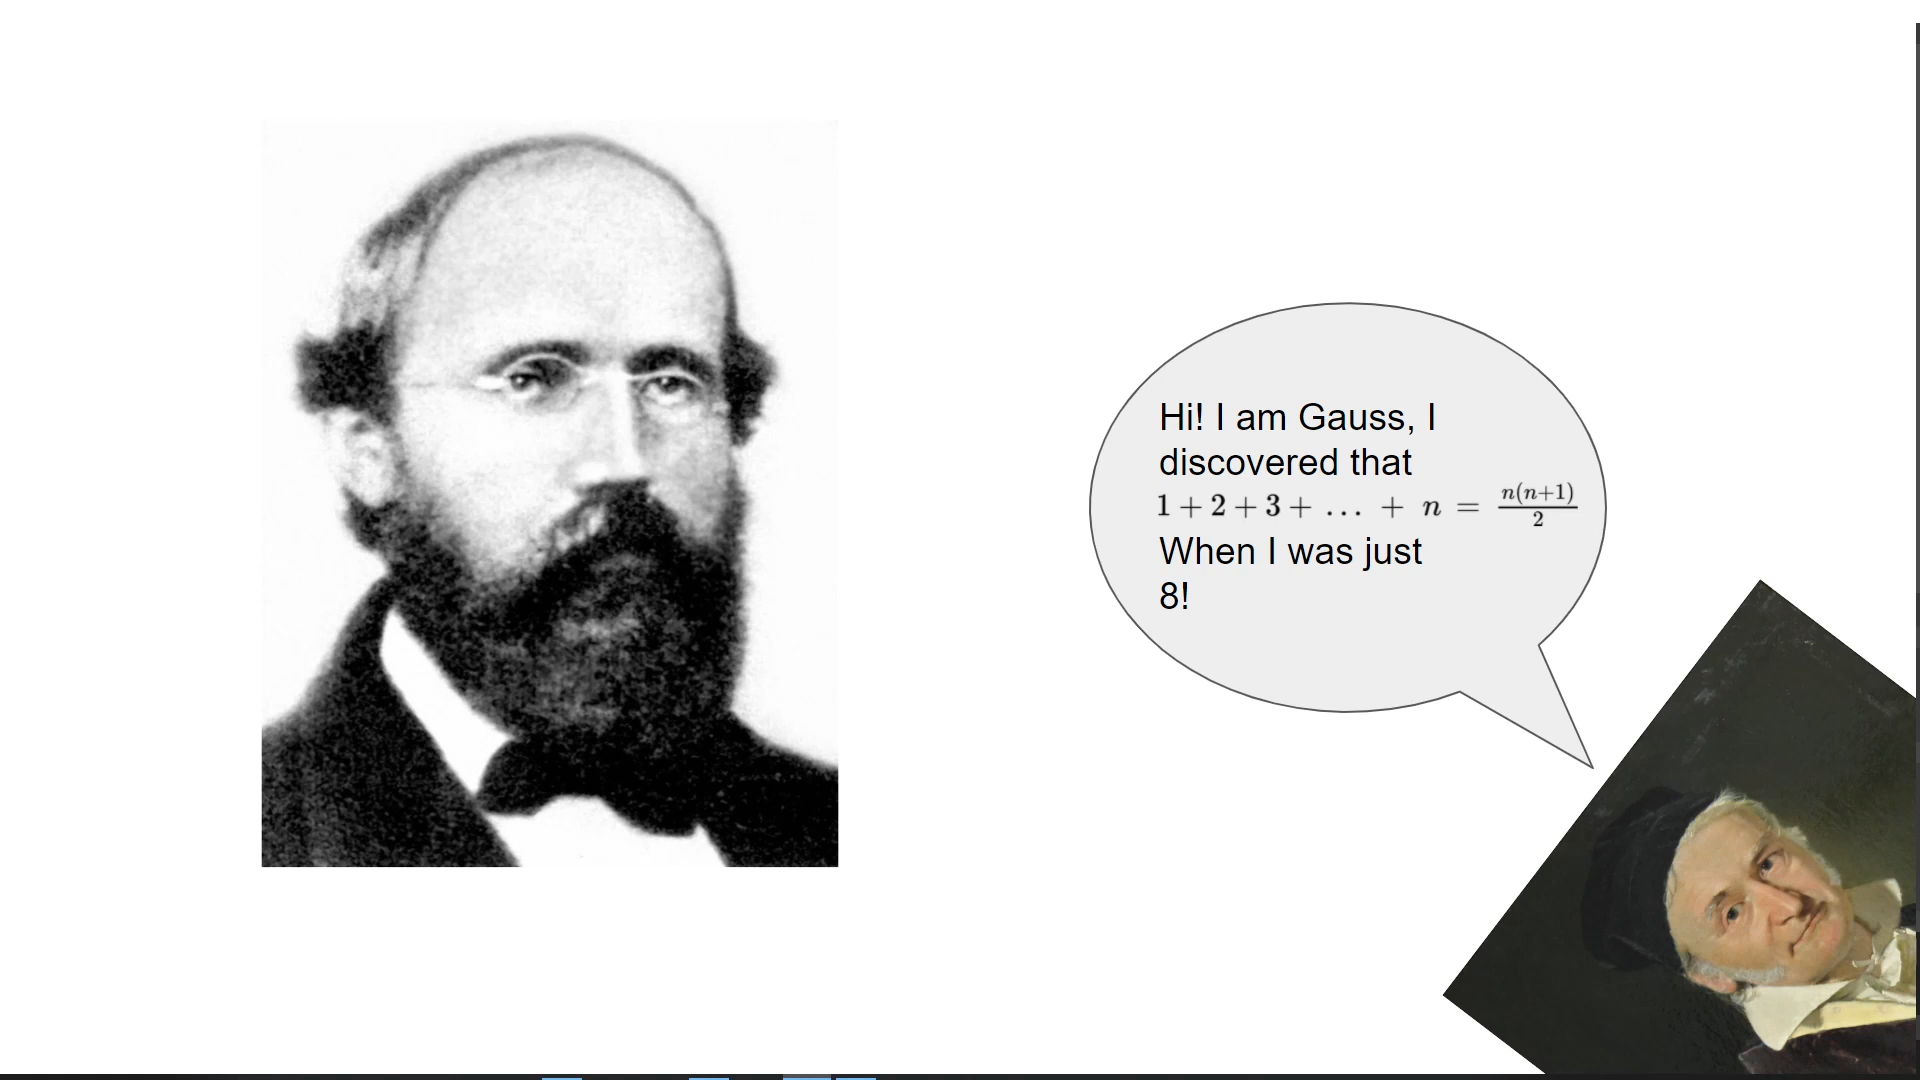 Hi! I am Gauss, I
discovered that
1 + 2 + 3 + … + n = n(n+1)/2
When I was just
8!